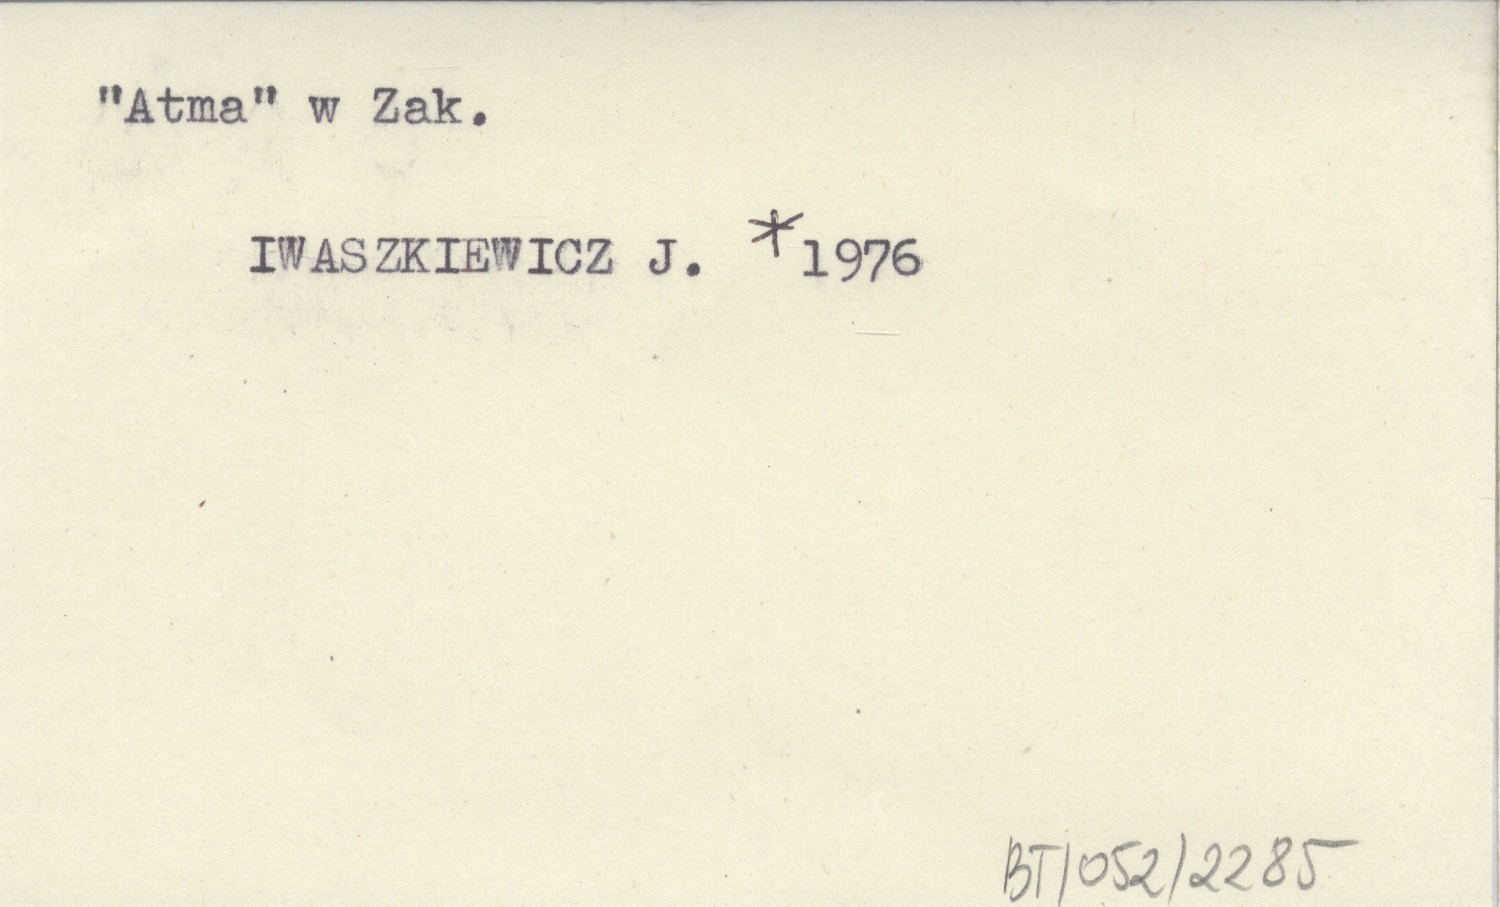 "Atma" w Zak.
IWASZKIEWICZ J. *1976
BT/052/2285